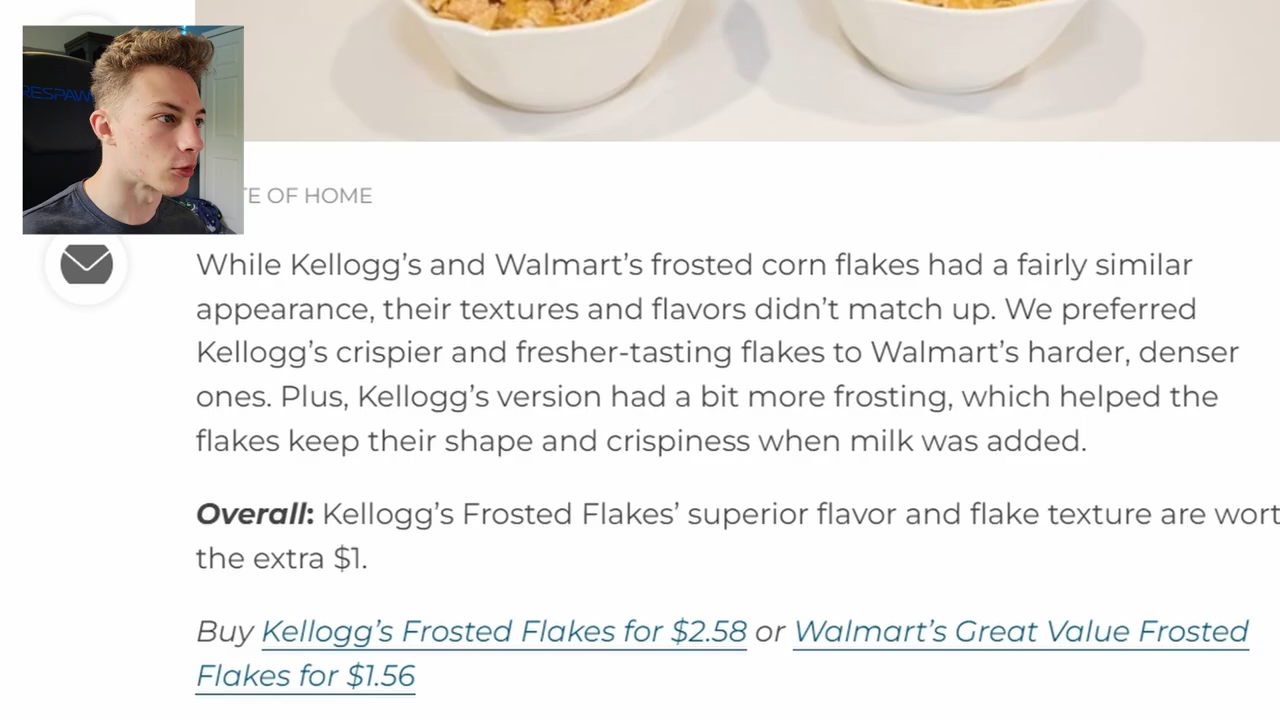 RESPAW
TE OF HOME
While Kellogg’s and Walmart’s frosted corn flakes had a fairly similar
appearance, their textures and flavors didn’t match up. We preferred
Kellogg’s crispier and fresher-tasting flakes to Walmart’s harder, denser
ones. Plus, Kellogg’s version had a bit more frosting, which helped the
flakes keep their shape and crispiness when milk was added.
Overall: Kellogg’s Frosted Flakes’ superior flavor and flake texture are wort
the extra $1.
Buy Kellogg’s Frosted Flakes for $2.58 or Walmart’s Great Value Frosted
Flakes for $1.56